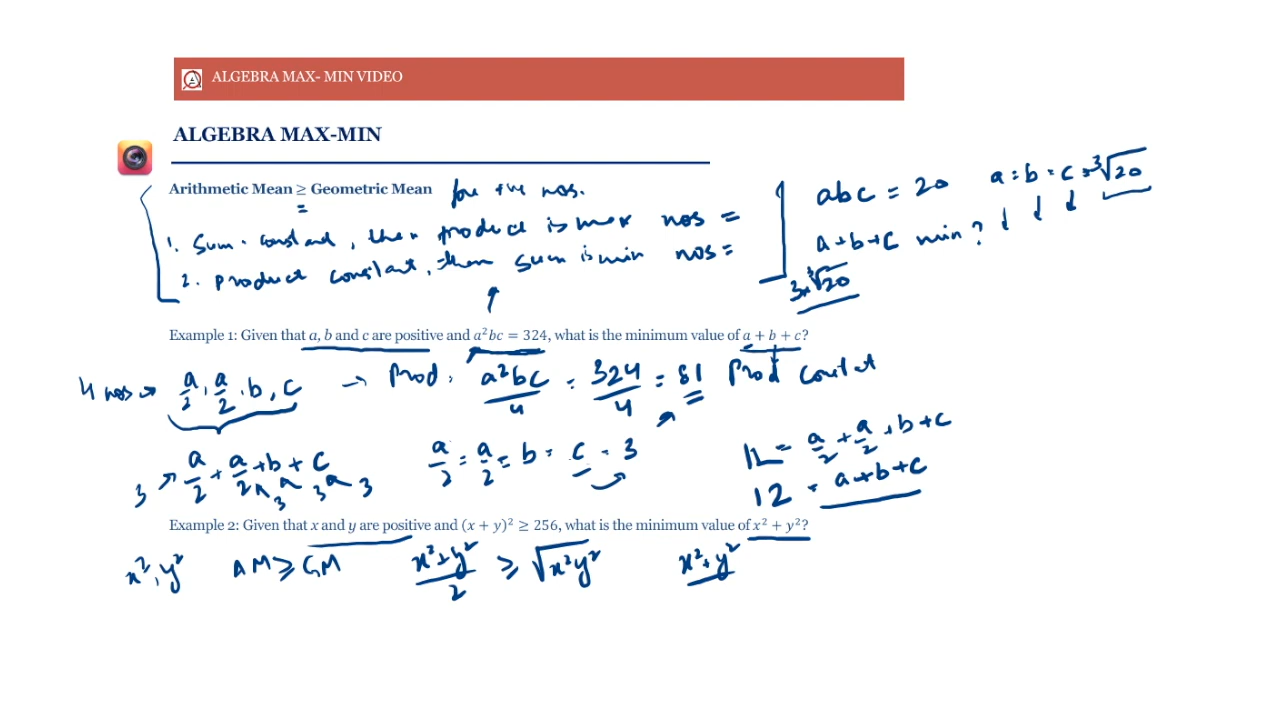 ALGEBRA MAX- MIN VIDEO
ALGEBRA MAX-MIN
Arithmetic Mean ≥ Geometric Mean for +ve nos.
=
1. Sum - constant, then product is max nos =
2. Product constant, then sum is min nos =
abc = 20 a = b = c = ∛20
a+b+c min?
3×∛20
Example 1: Given that a, b and c are positive and a²bc = 324, what is the minimum value of a + b + c?
4 nos → a/2, a/2, b, c → Prod. a²bc/4 = 324/4 = 81 Prod
a/2 + a/2 + b + c
3 3 3 3
a/2 = a/2 = b = c = 3
12 = a/2 + a/2 + b + c
12 = a+b+c
Example 2: Given that x and y are positive and (x + y)² ≥ 256, what is the minimum value of x² + y²?
x², y² AM ≥ GM x²+y²/2 ≥ √x²y² x²+y²